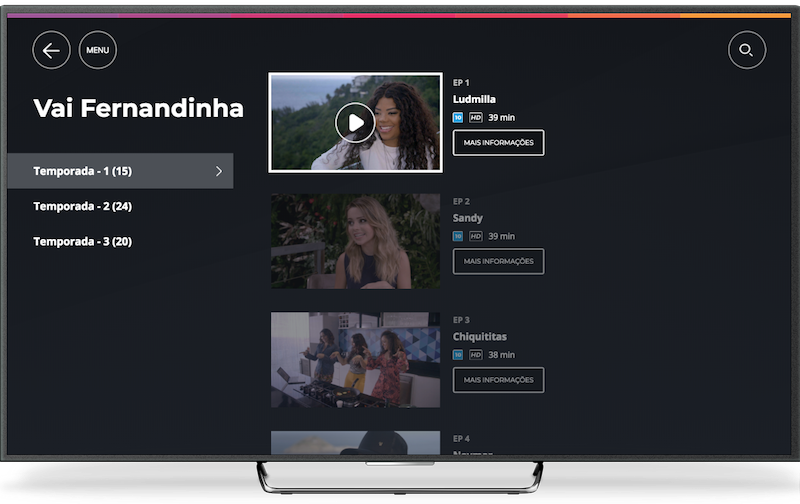 MENU
Vai Fernandinha
Temporada - 1 (15)
Temporada - 2 (24)
Temporada - 3 (20)
EP 1
Ludmilla
10 HD 39 min
MAIS INFORMAÇÕES
EP 2
Sandy
10 HD 39 min
MAIS INFORMAÇÕES
EP 3
Chiquititas
10 HD 38 min
MAIS INFORMAÇÕES
EP 4